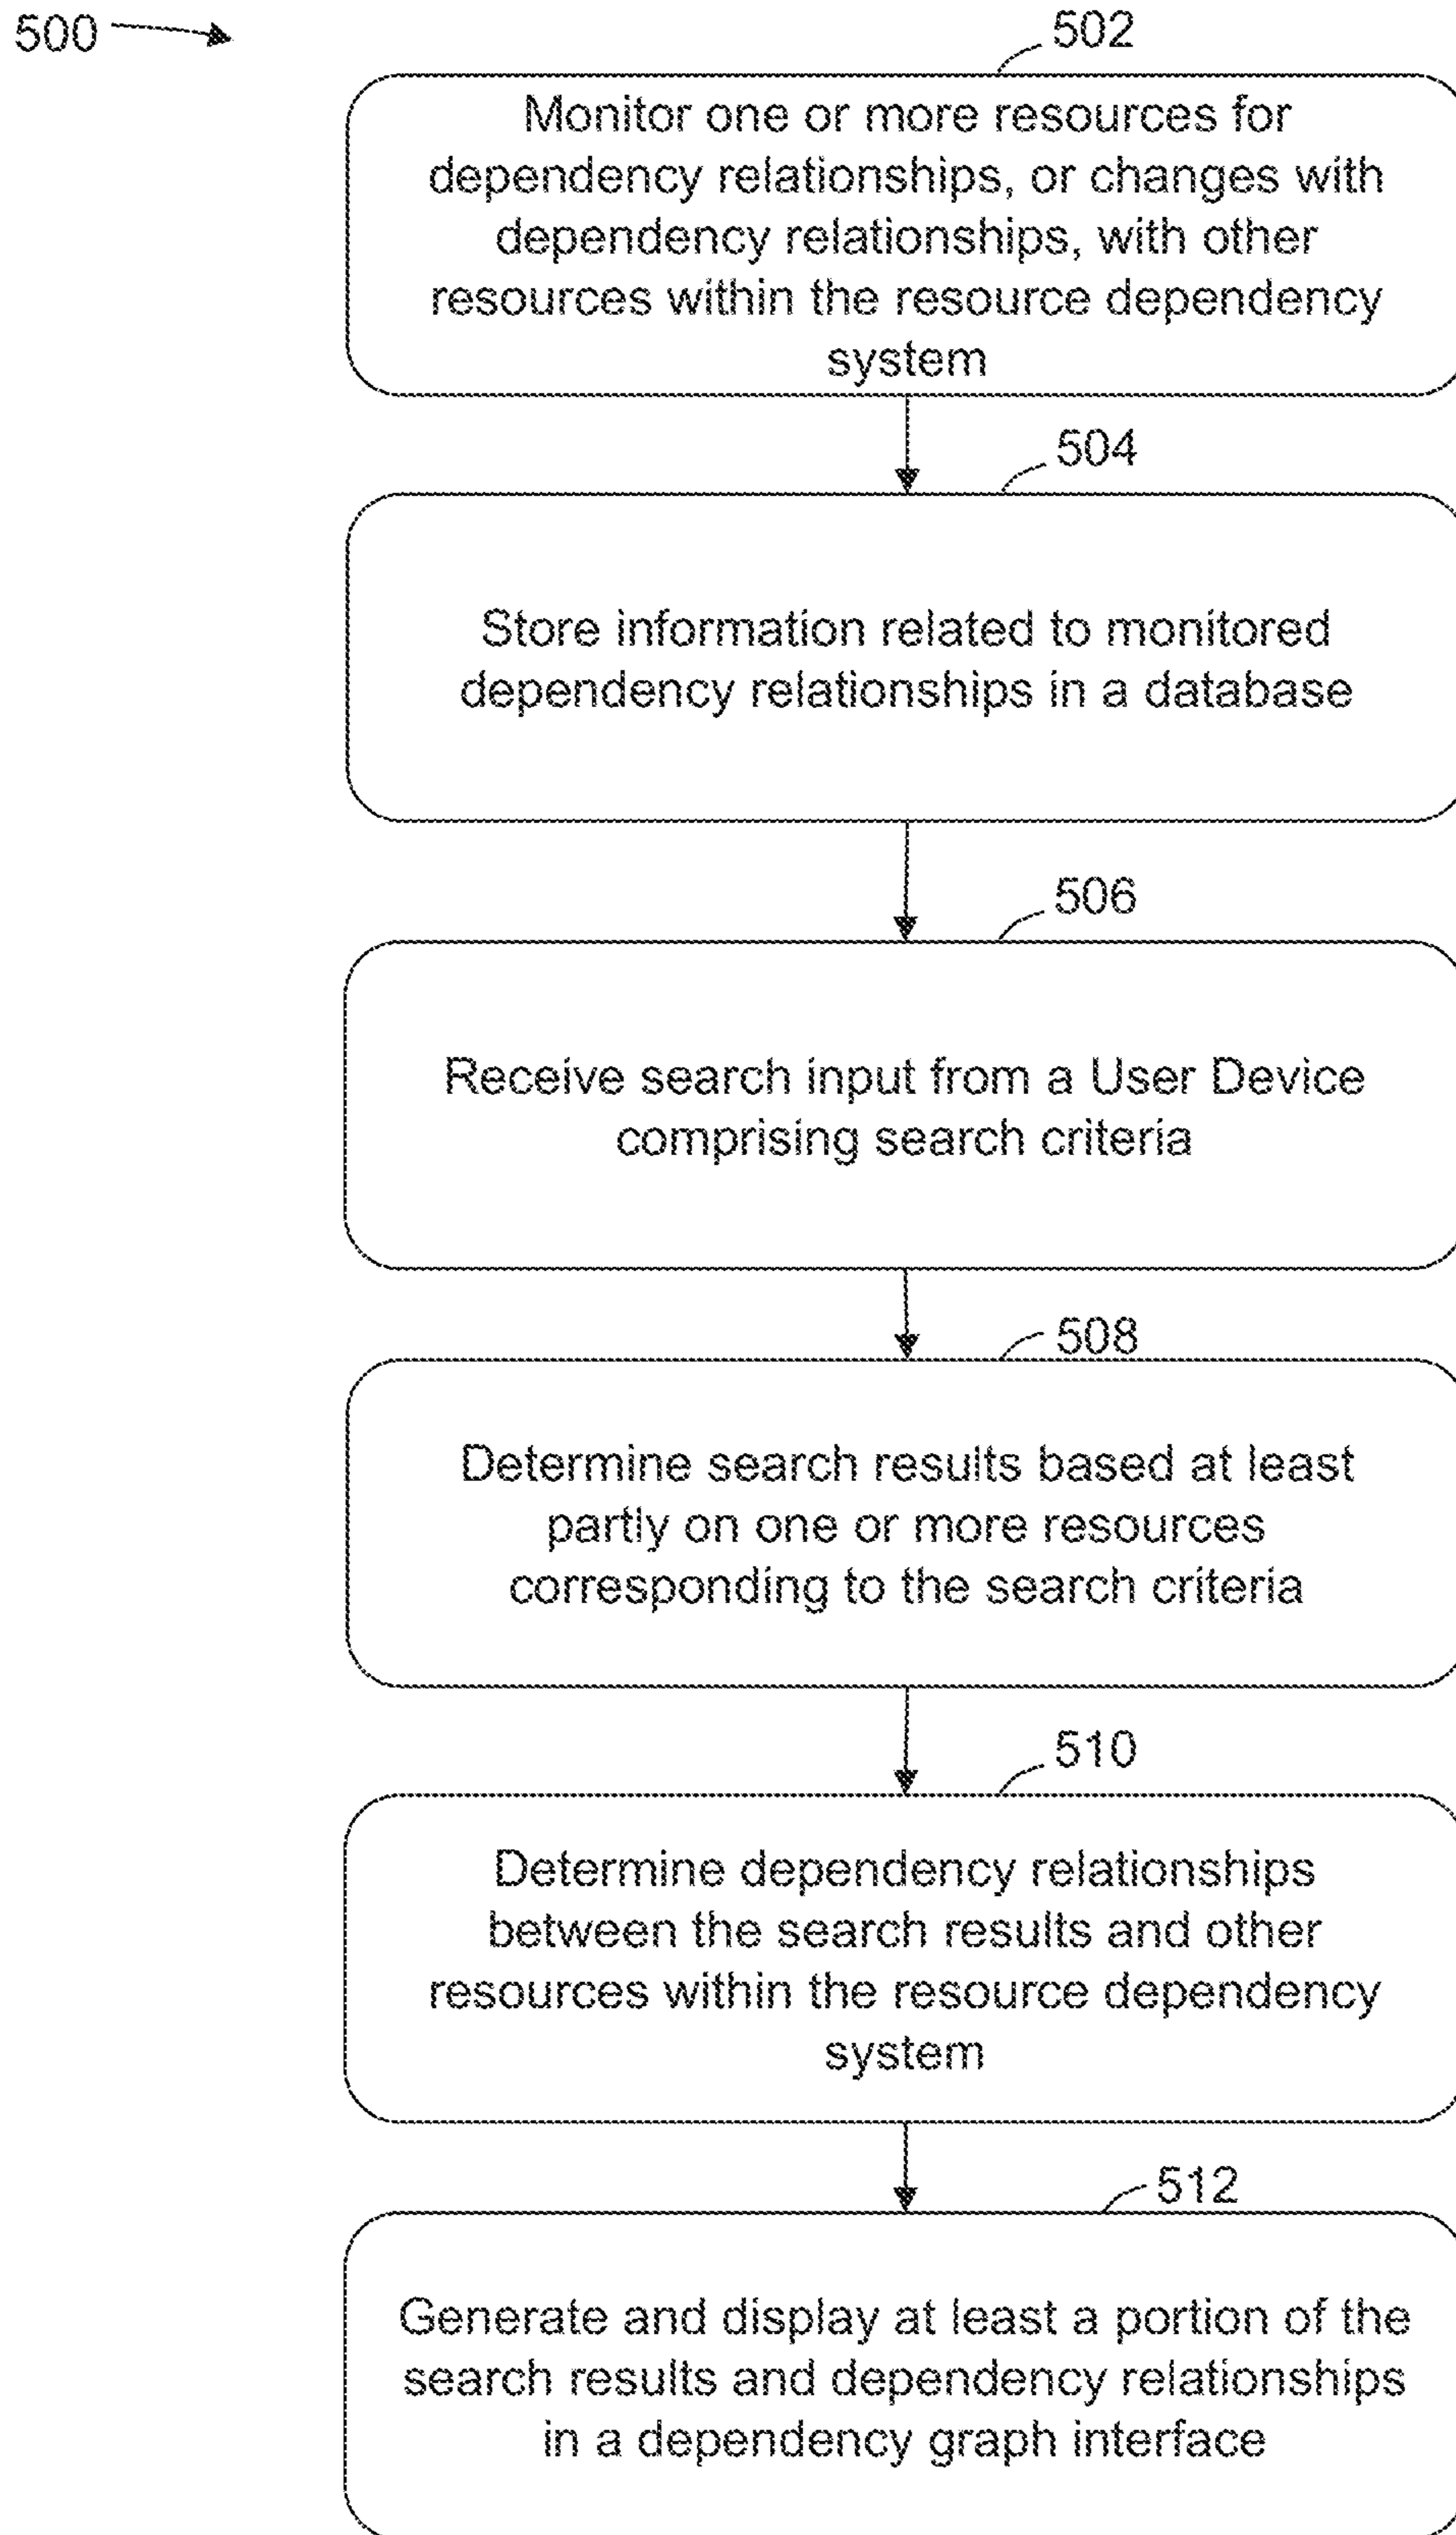 500
502
Monitor one or more resources for
dependency relationships, or changes with
dependency relationships, with other
resources within the resource dependency
system
504
Store information related to monitored
dependency relationships in a database
506
Receive search input from a User Device
comprising search criteria
508
Determine search results based at least
partly on one or more resources
corresponding to the search criteria
510
Determine dependency relationships
between the search results and other
resources within the resource dependency
system
512
Generate and display at least a portion of the
search results and dependency relationships
in a dependency graph interface